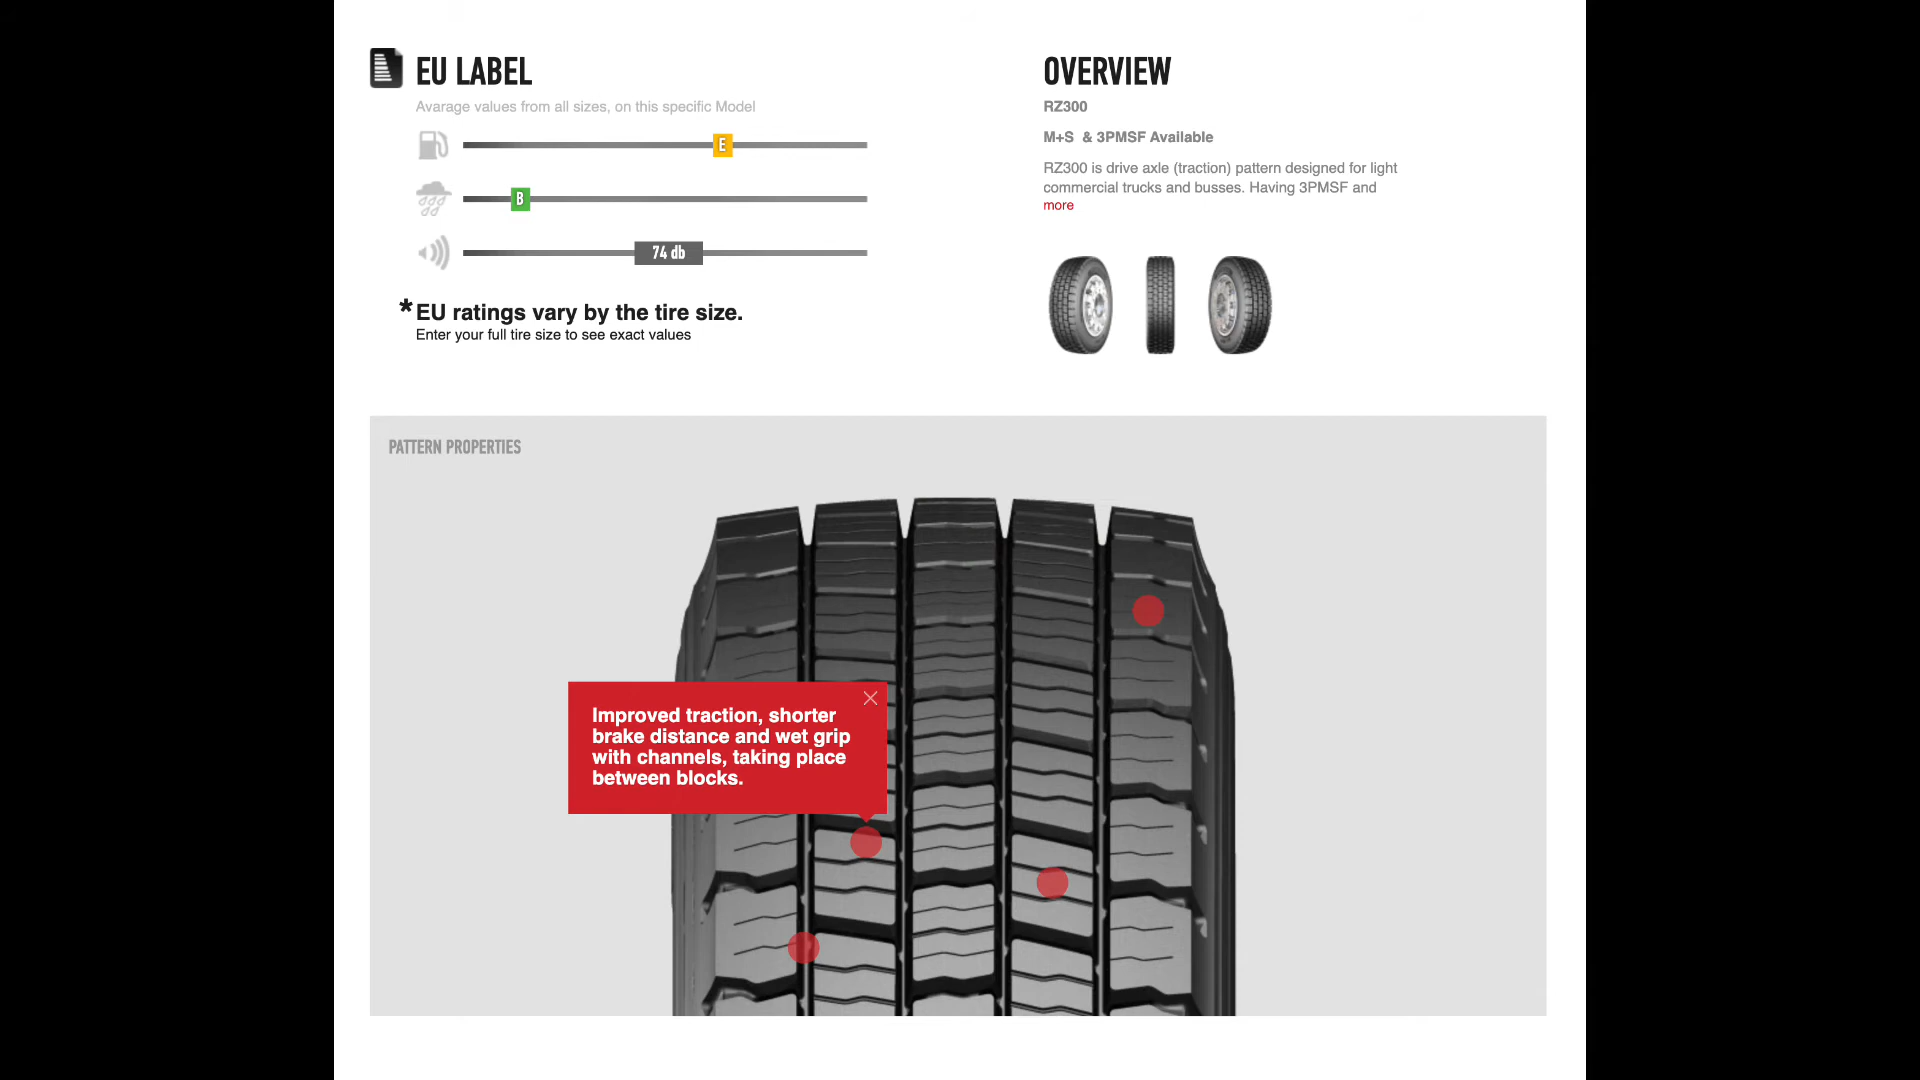 EU LABEL
Avarage values from all sizes, on this specific Model
E
B
74 db
* EU ratings vary by the tire size.
Enter your full tire size to see exact values
OVERVIEW
RZ300
M+S & 3PMSF Available
RZ300 is drive axle (traction) pattern designed for light
commercial trucks and busses. Having 3PMSF and
more
PATTERN PROPERTIES
Improved traction, shorter
brake distance and wet grip
with channels, taking place
between blocks.